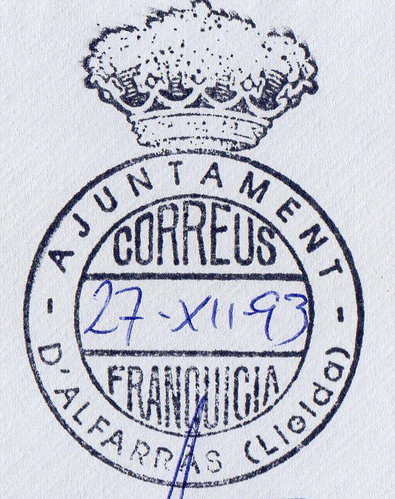 - AJUNTAMENT -
CORREUS
27-XII-93
FRANQUICIA
D'ALFARRÀS (Lleida)